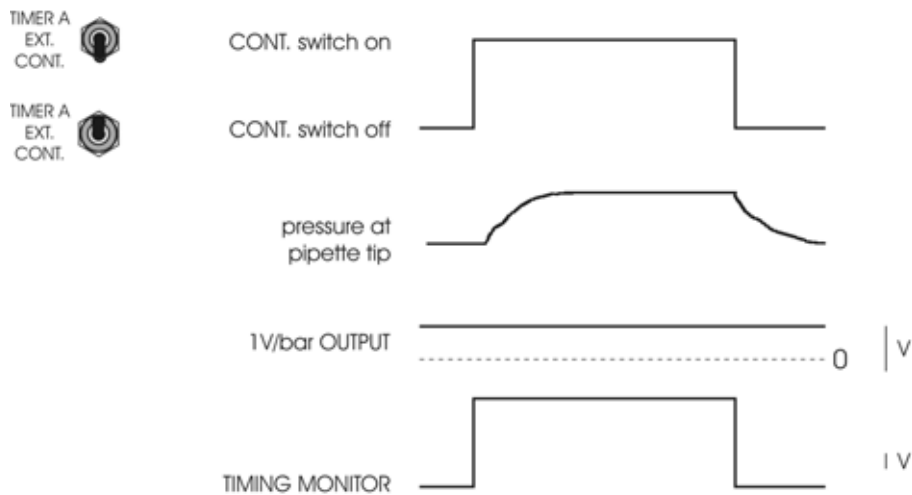 TIMER A
EXT.
CONT.
CONT. switch on
TIMER A
EXT.
CONT.
CONT. switch off
pressure at
pipette tip
1V/bar OUTPUT
0
V
TIMING MONITOR
V